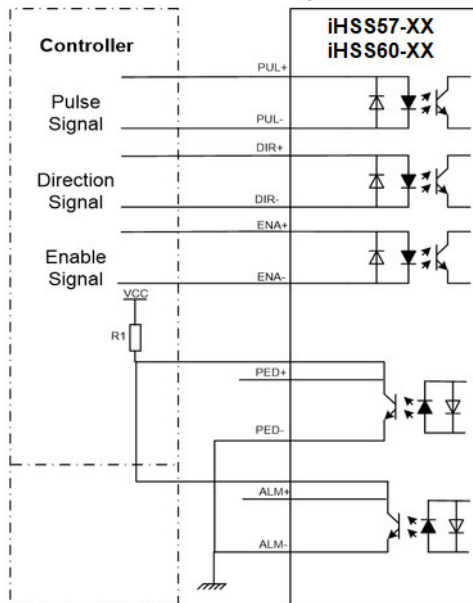 iHSS57-XX
iHSS60-XX
Controller
PUL+
Pulse
Signal
PUL-
DIR+
Direction
Signal
DIR-
ENA+
Enable
Signal
ENA-
VCC
R1
PED+
PED-
ALM+
ALM-